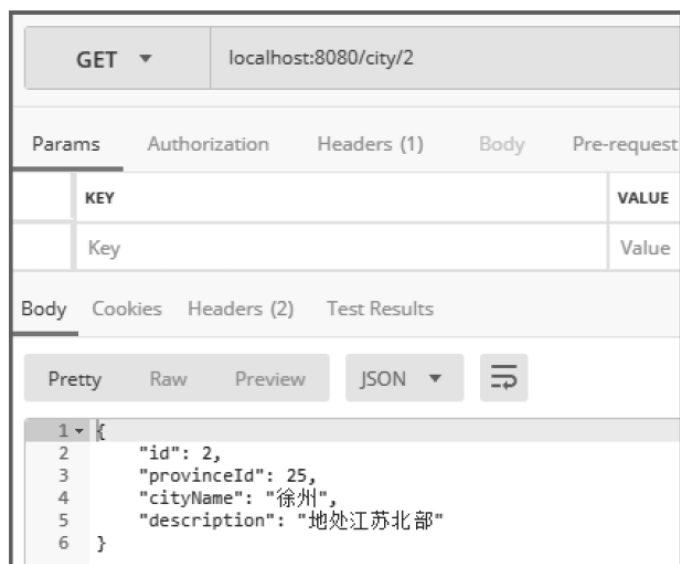 GET localhost:8080/city/2
Params Authorization Headers (1) Body Pre-request
KEY VALUE
Key Value
Body Cookies Headers (2) Test Results
Pretty Raw Preview JSON
1 {
2 "id": 2,
3 "provinceId": 25,
4 "cityName": "徐州",
5 "description": "地处江苏北部"
6 }